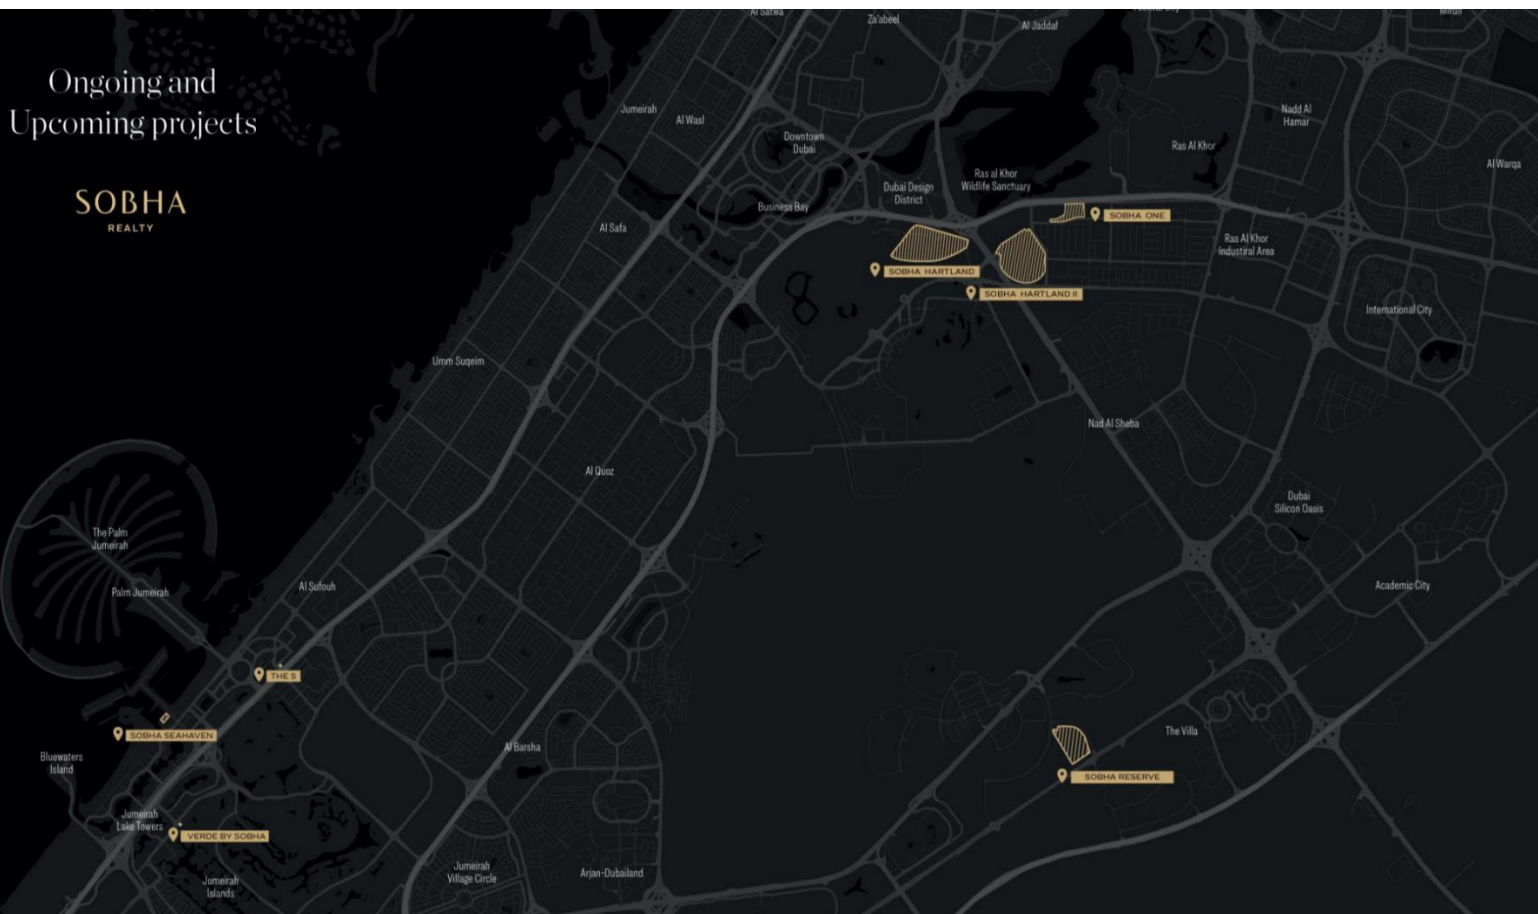 Al Satwa
Za'abeel
Al Jaddaf
Mirdif
Ongoing and
Upcoming projects
SOBHA
REALTY
Jumeirah
Al Wasl
Downtown
Dubai
Nadd Al
Hamar
Ras Al Khor
Al Warqa
Dubai Design
District
Ras al Khor
Wildlife Sanctuary
Business Bay
SOBHA ONE
Al Safa
Ras Al Khor
Industiral Area
SOBHA HARTLAND
SOBHA HARTLAND II
International City
Umm Suqeim
Nad Al Sheba
Al Quoz
Dubai
Silicon Oasis
The Palm
Jumeirah
Palm Jumeirah
Al Sufouh
Academic City
THE S
SOBHA SEAHAVEN
The Villa
Al Barsha
Bluewaters
Island
SOBHA RESERVE
Jumeirah
Lake Towers
VERDE BY SOBHA
Jumeirah
Islands
Jumeirah
Village Circle
Arjan-Dubailand